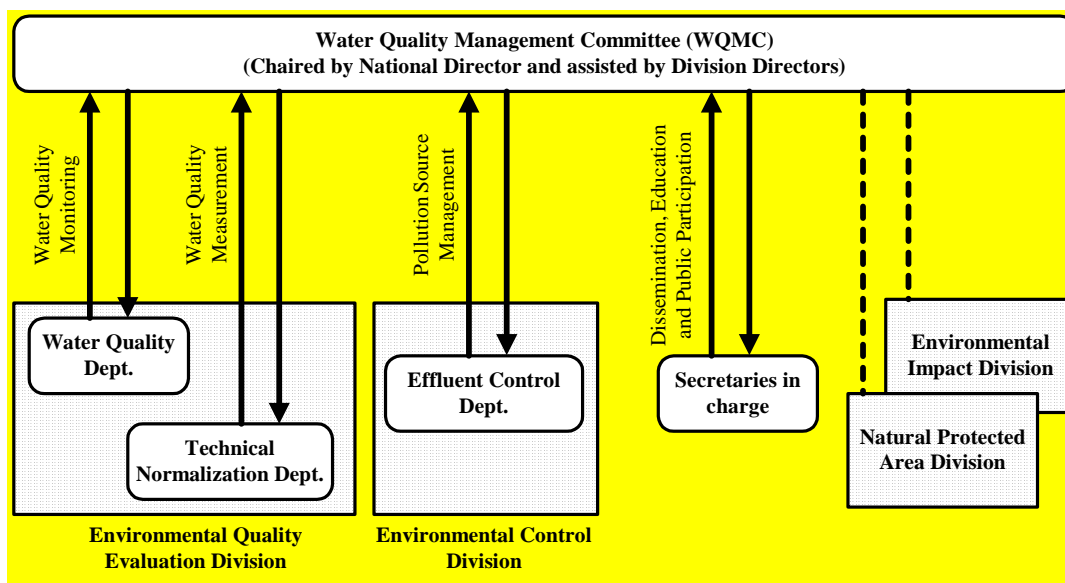 Water Quality Management Committee (WQMC)
(Chaired by National Director and assisted by Division Directors)
Water Quality
Monitoring
Water Quality
Measurement
Pollution Source
Management
Dissemination, Education
and Public Participation
Water Quality
Dept.
Technical
Normalization Dept.
Effluent Control
Dept.
Secretaries in
charge
Environmental
Impact Division
Natural Protected
Area Division
Environmental Quality
Evaluation Division
Environmental Control
Division